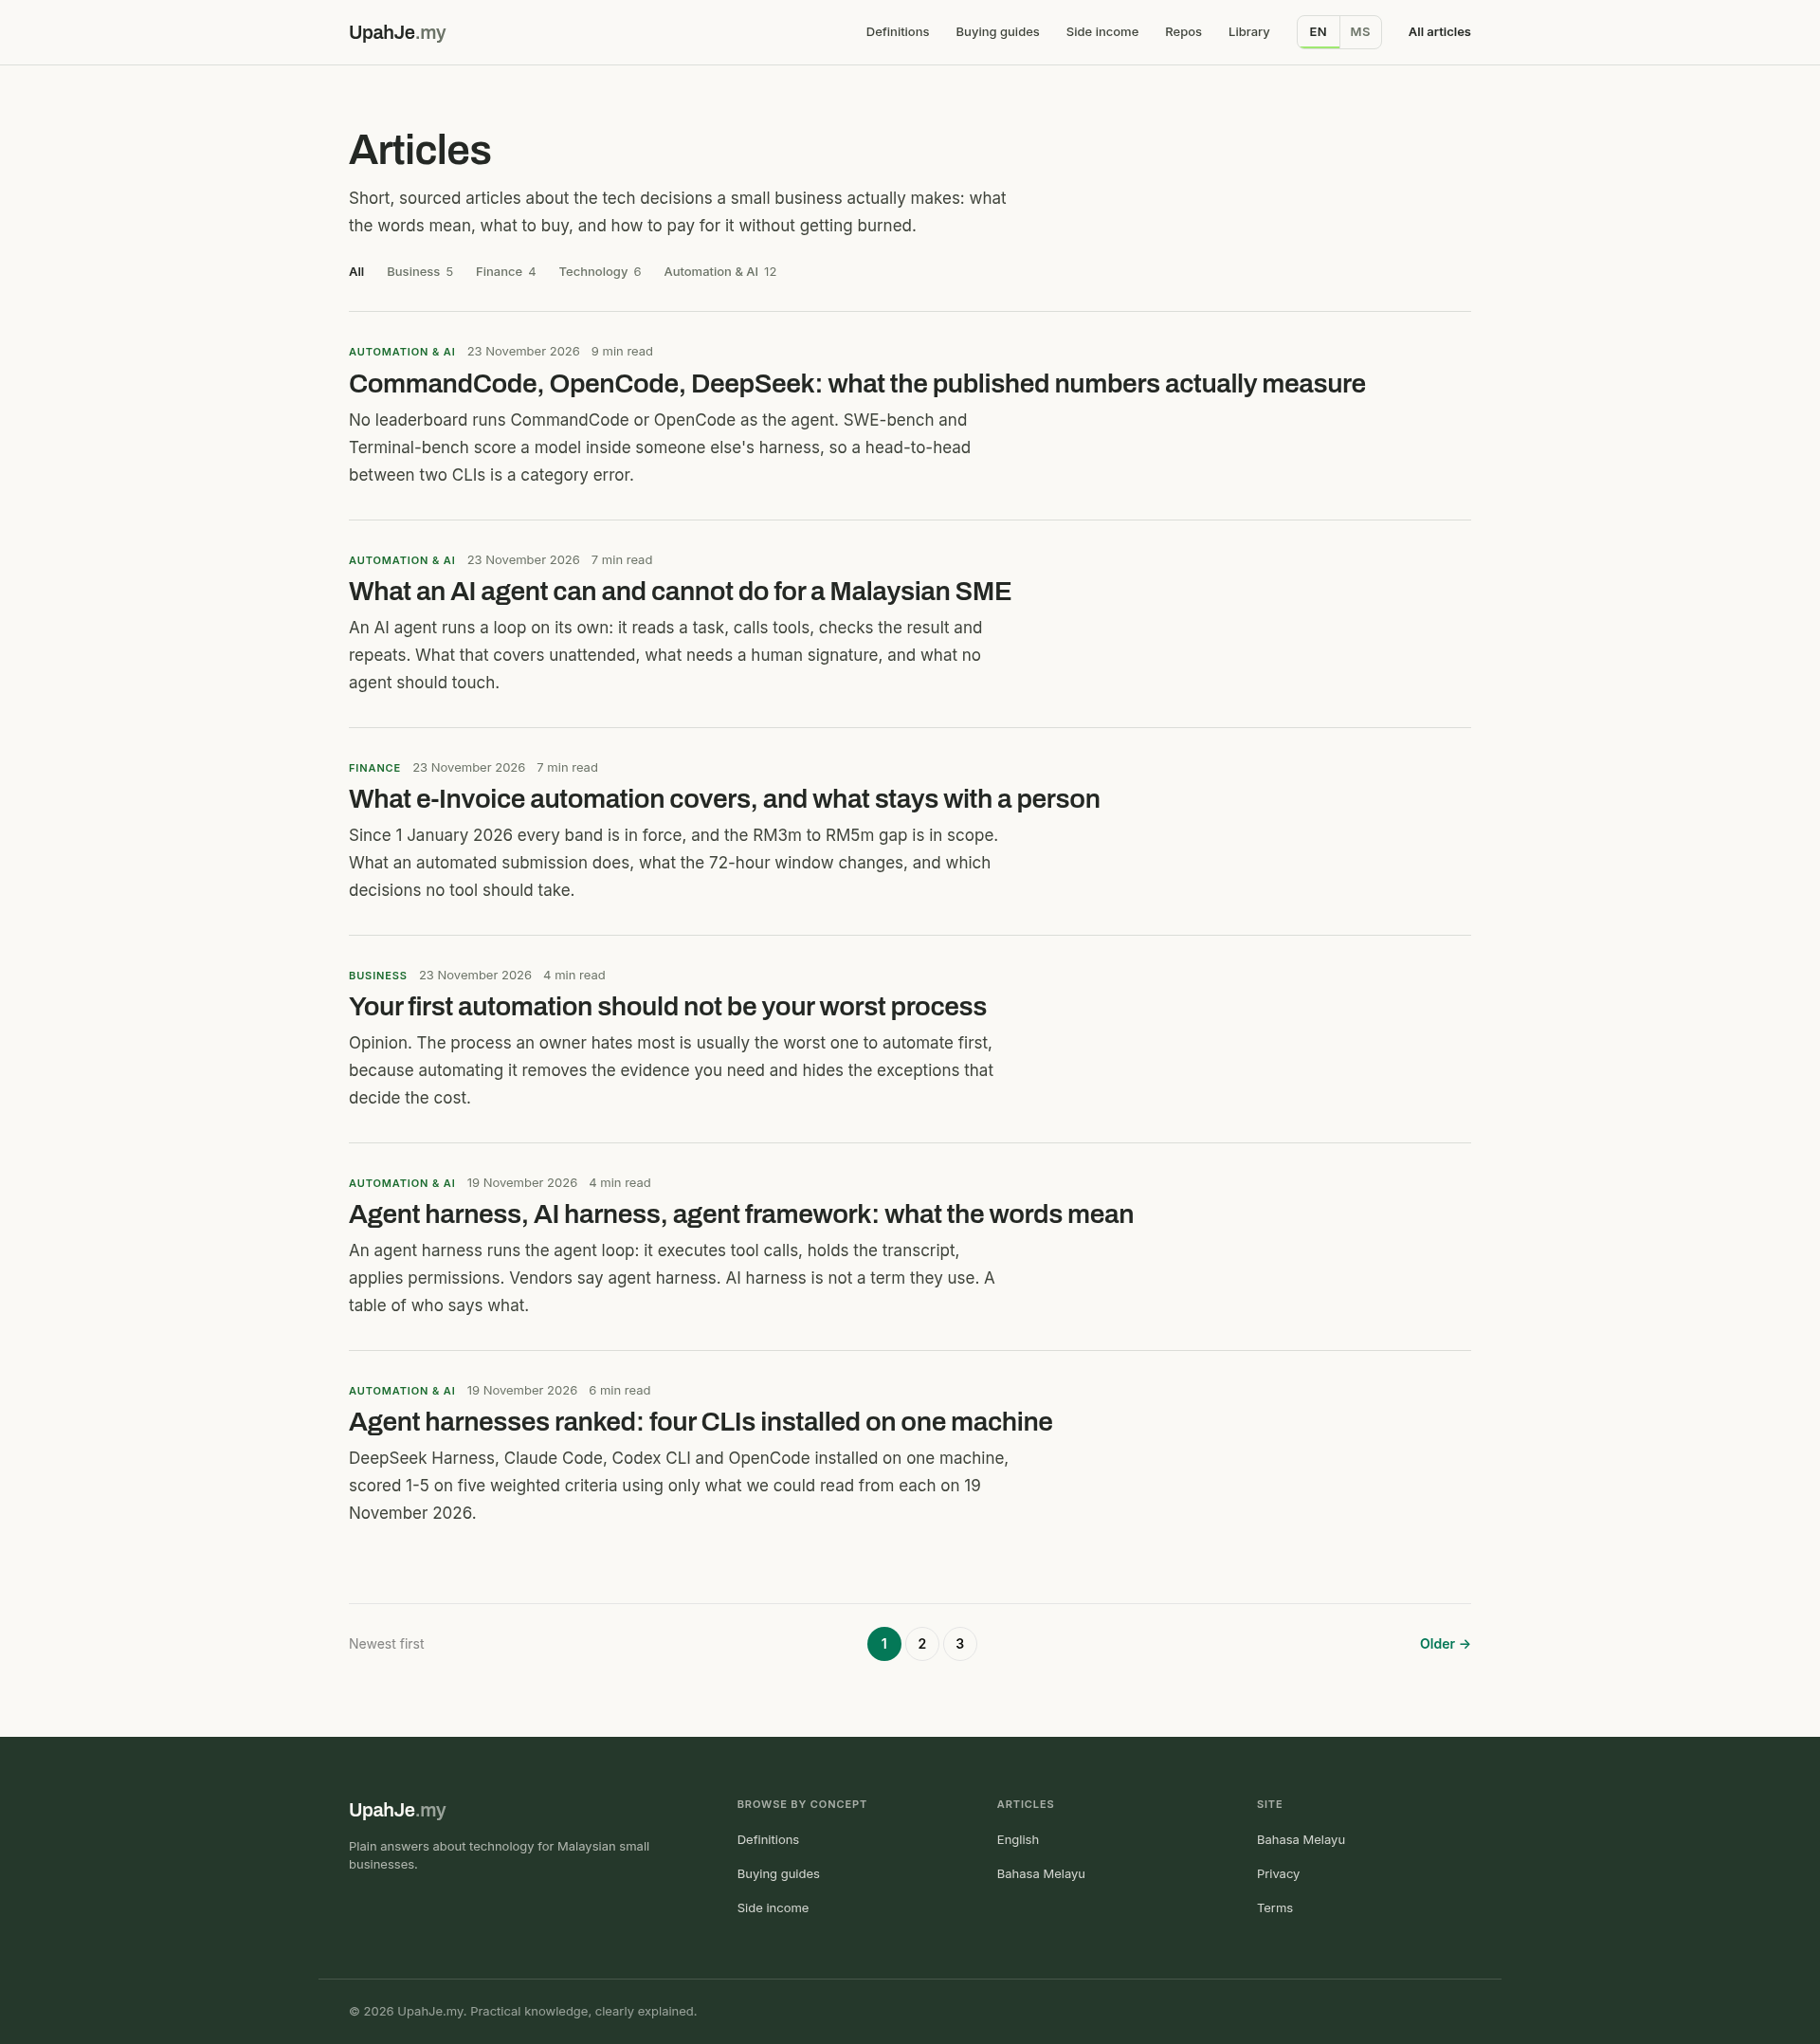 UpahJe.my
Definitions Buying guides Side income Repos Library EN MS All articles
Articles
Short, sourced articles about the tech decisions a small business actually makes: what
the words mean, what to buy, and how to pay for it without getting burned.
All Business 5 Finance 4 Technology 6 Automation & AI 12
AUTOMATION & AI 23 November 2026 9 min read
CommandCode, OpenCode, DeepSeek: what the published numbers actually measure
No leaderboard runs CommandCode or OpenCode as the agent. SWE-bench and
Terminal-bench score a model inside someone else's harness, so a head-to-head
between two CLIs is a category error.
AUTOMATION & AI 23 November 2026 7 min read
What an AI agent can and cannot do for a Malaysian SME
An AI agent runs a loop on its own: it reads a task, calls tools, checks the result and
repeats. What that covers unattended, what needs a human signature, and what no
agent should touch.
FINANCE 23 November 2026 7 min read
What e-Invoice automation covers, and what stays with a person
Since 1 January 2026 every band is in force, and the RM3m to RM5m gap is in scope.
What an automated submission does, what the 72-hour window changes, and which
decisions no tool should take.
BUSINESS 23 November 2026 4 min read
Your first automation should not be your worst process
Opinion. The process an owner hates most is usually the worst one to automate first,
because automating it removes the evidence you need and hides the exceptions that
decide the cost.
AUTOMATION & AI 19 November 2026 4 min read
Agent harness, AI harness, agent framework: what the words mean
An agent harness runs the agent loop: it executes tool calls, holds the transcript,
applies permissions. Vendors say agent harness. AI harness is not a term they use. A
table of who says what.
AUTOMATION & AI 19 November 2026 6 min read
Agent harnesses ranked: four CLIs installed on one machine
DeepSeek Harness, Claude Code, Codex CLI and OpenCode installed on one machine,
scored 1-5 on five weighted criteria using only what we could read from each on 19
November 2026.
Newest first 1 2 3 Older →
UpahJe.my
Plain answers about technology for Malaysian small
businesses.
BROWSE BY CONCEPT
Definitions
Buying guides
Side income
ARTICLES
English
Bahasa Melayu
SITE
Bahasa Melayu
Privacy
Terms
© 2026 UpahJe.my. Practical knowledge, clearly explained.